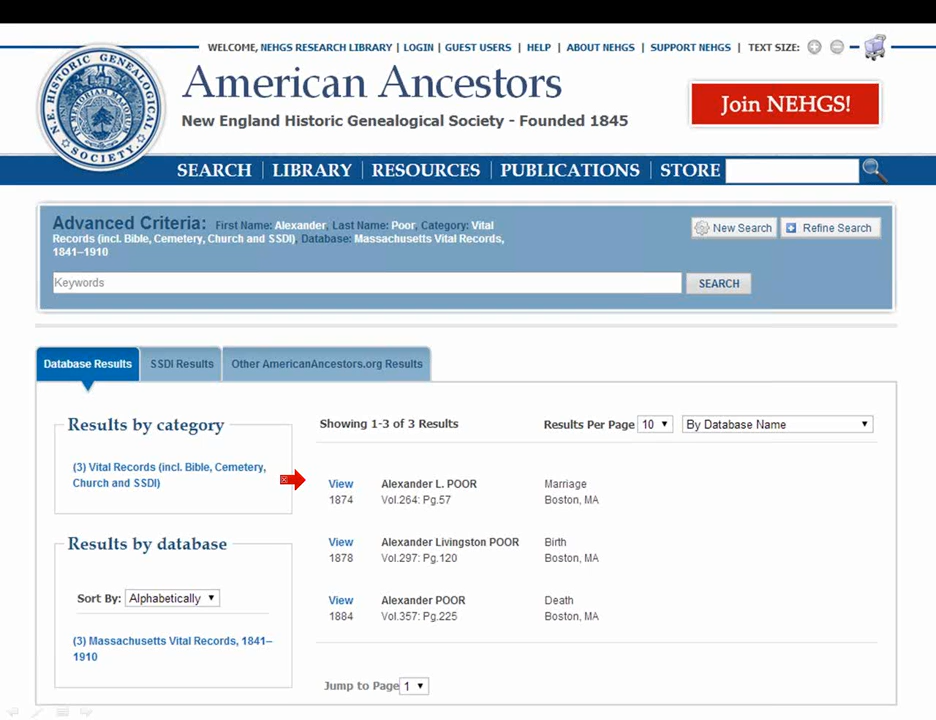 WELCOME, NEHGS RESEARCH LIBRARY | LOGIN | GUEST USERS | HELP | ABOUT NEHGS | SUPPORT NEHGS | TEXT SIZE:
N.E. HISTORIC GENEALOGICAL SOCIETY
American Ancestors
New England Historic Genealogical Society - Founded 1845
Join NEHGS!
SEARCH | LIBRARY | RESOURCES | PUBLICATIONS | STORE
Advanced Criteria: First Name: Alexander, Last Name: Poor, Category: Vital
Records (incl. Bible, Cemetery, Church and SSDI), Database: Massachusetts Vital Records,
1841–1910
New Search
Refine Search
Keywords
SEARCH
Database Results
SSDI Results
Other AmericanAncestors.org Results
Results by category
(3) Vital Records (incl. Bible, Cemetery,
Church and SSDI)
Results by database
Sort By: Alphabetically
(3) Massachusetts Vital Records, 1841–
1910
Showing 1-3 of 3 Results
Results Per Page 10
By Database Name
View Alexander L. POOR Marriage
1874 Vol.264: Pg.57 Boston, MA
View Alexander Livingston POOR Birth
1878 Vol.297: Pg.120 Boston, MA
View Alexander POOR Death
1884 Vol.357: Pg.225 Boston, MA
Jump to Page 1